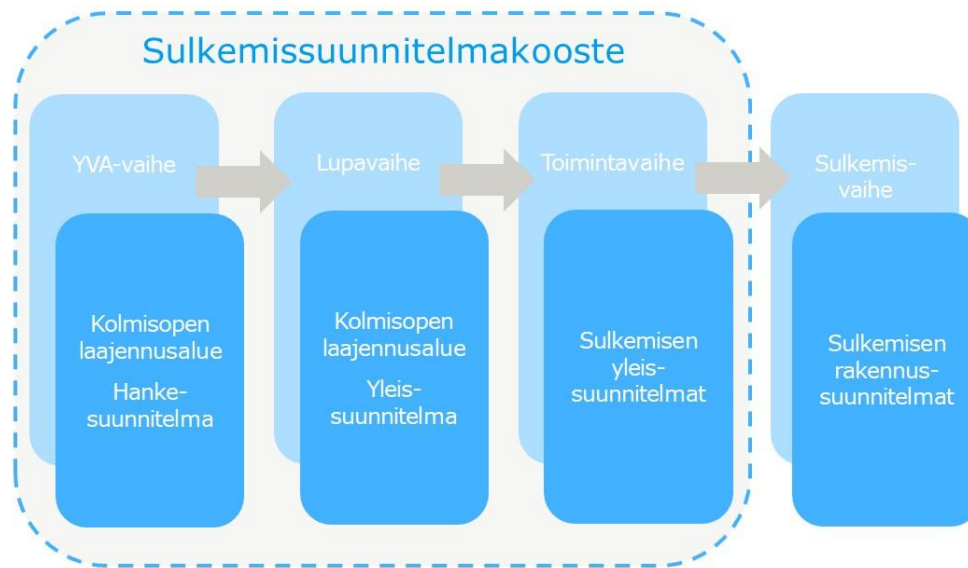 Sulkemissuunnitelmakooste
YVA-vaihe
Kolmisopen
laajennusalue
Hanke-
suunnitelma
Lupavaihe
Kolmisopen
laajennusalue
Yleis-
suunnitelma
Toimintavaihe
Sulkemisen
yleis-
suunnitelmat
Sulkemis-
vaihe
Sulkemisen
rakennus-
suunnitelmat